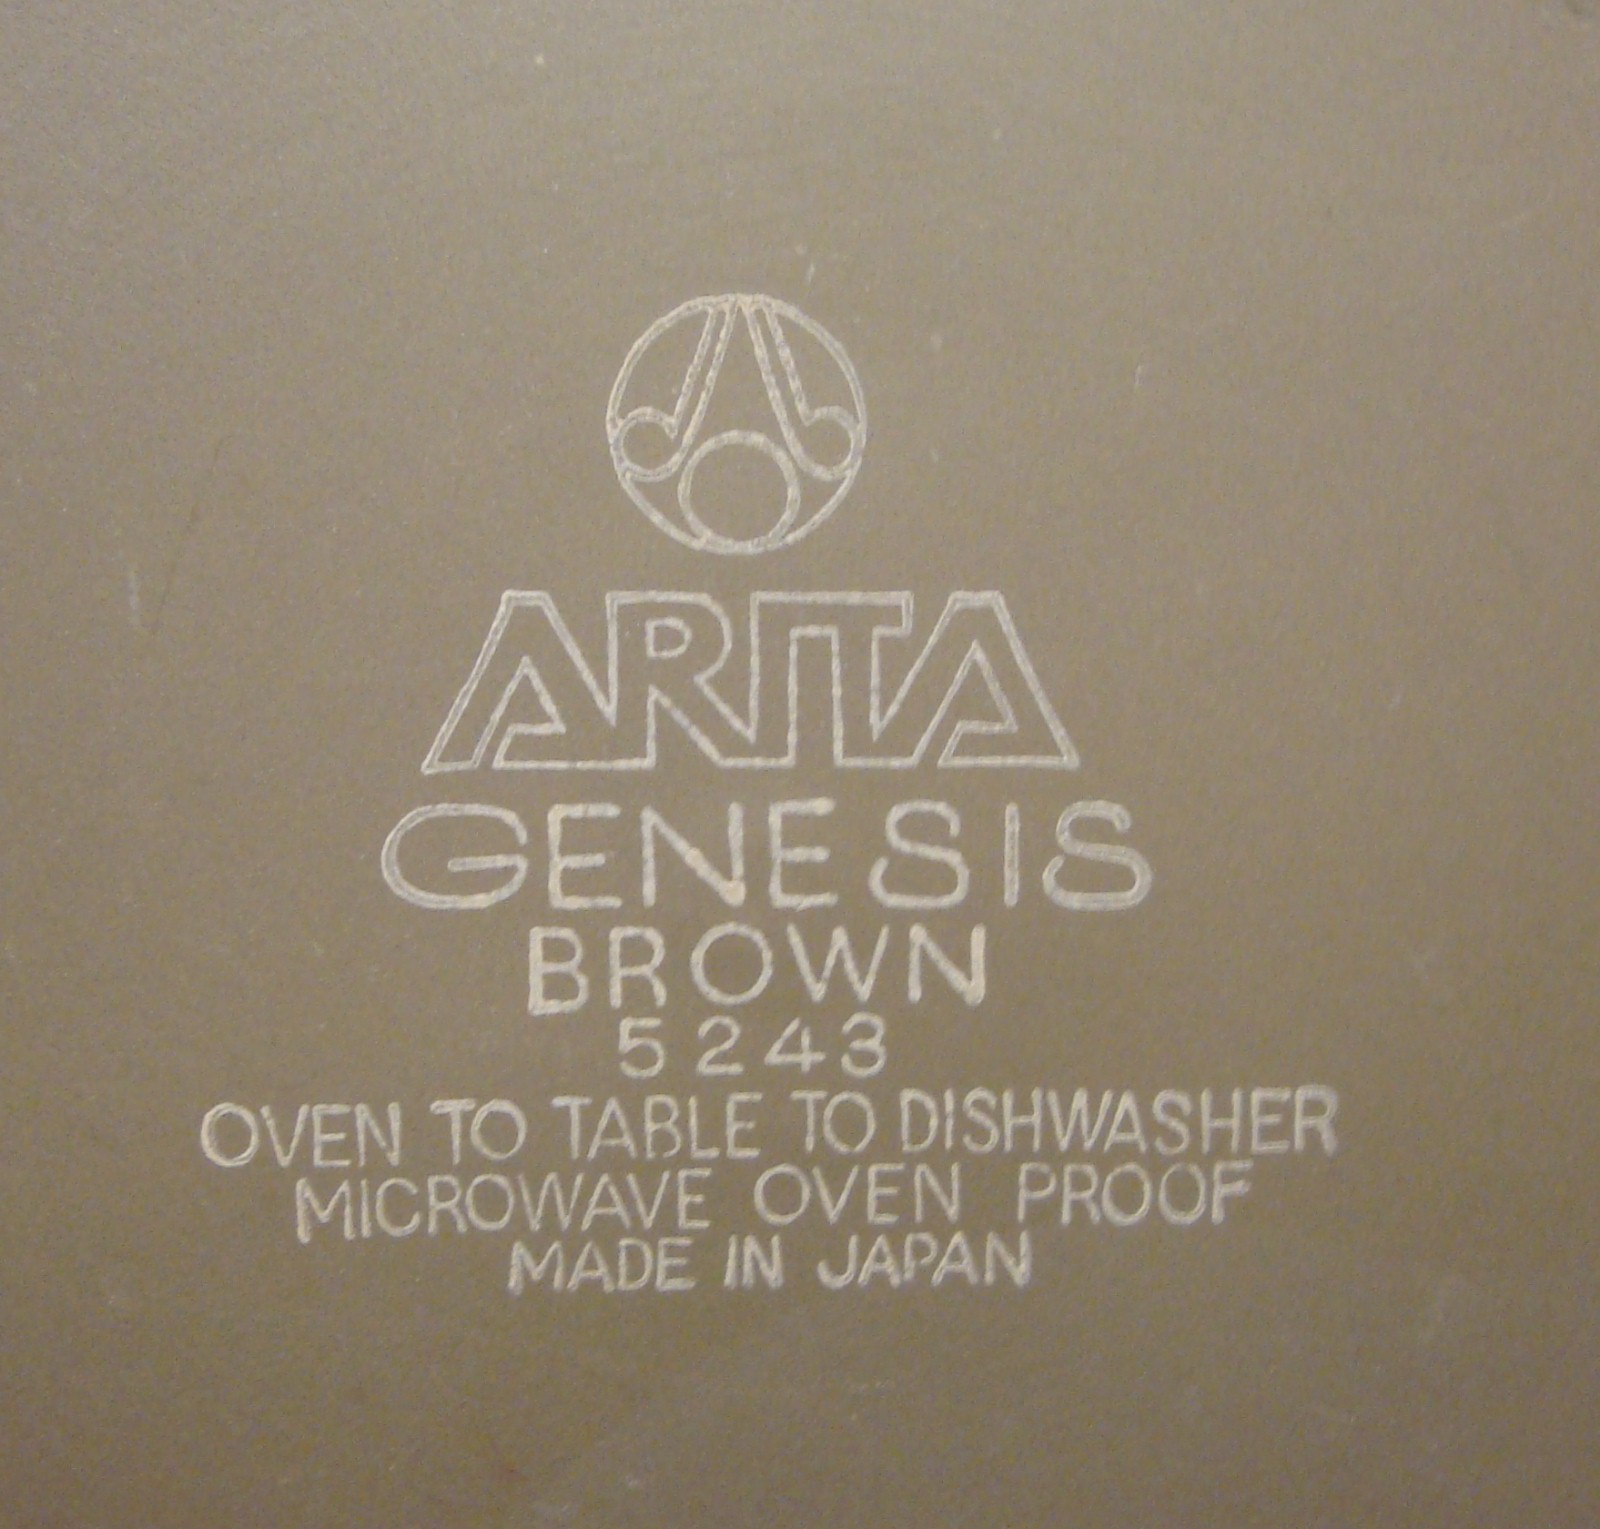 ARITA
GENESIS
BROWN
5243
OVEN TO TABLE TO DISHWASHER
MICROWAVE OVEN PROOF
MADE IN JAPAN